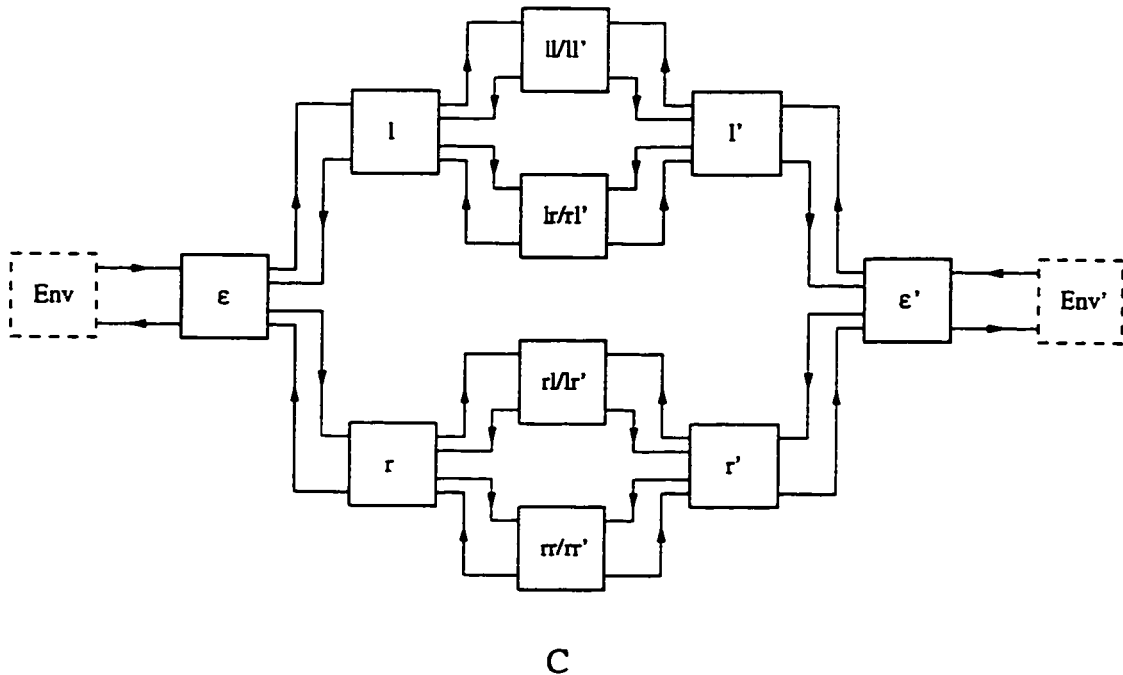 ll/ll'
l
l'
lr/rl'
Env
ε
ε'
Env'
rl/lr'
r
r'
rr/rr'
C